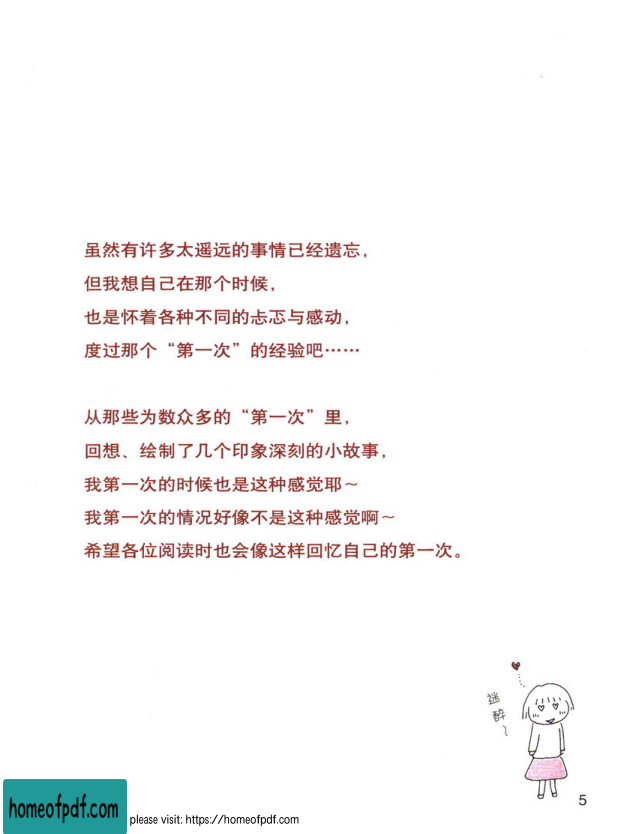 虽然有许多太遥远的事情已经遗忘，
但我想自己在那个时候，
也是怀着各种不同的忐忑与感动，
度过那个“第一次”的经验吧……
从那些为数众多的“第一次”里，
回想、绘制了几个印象深刻的小故事，
我第一次的时候也是这种感觉耶～
我第一次的情况好像不是这种感觉啊～
希望各位阅读时也会像这样回忆自己的第一次。
迷
醉
～
5
homeofpdf.com
please visit: https://homeofpdf.com